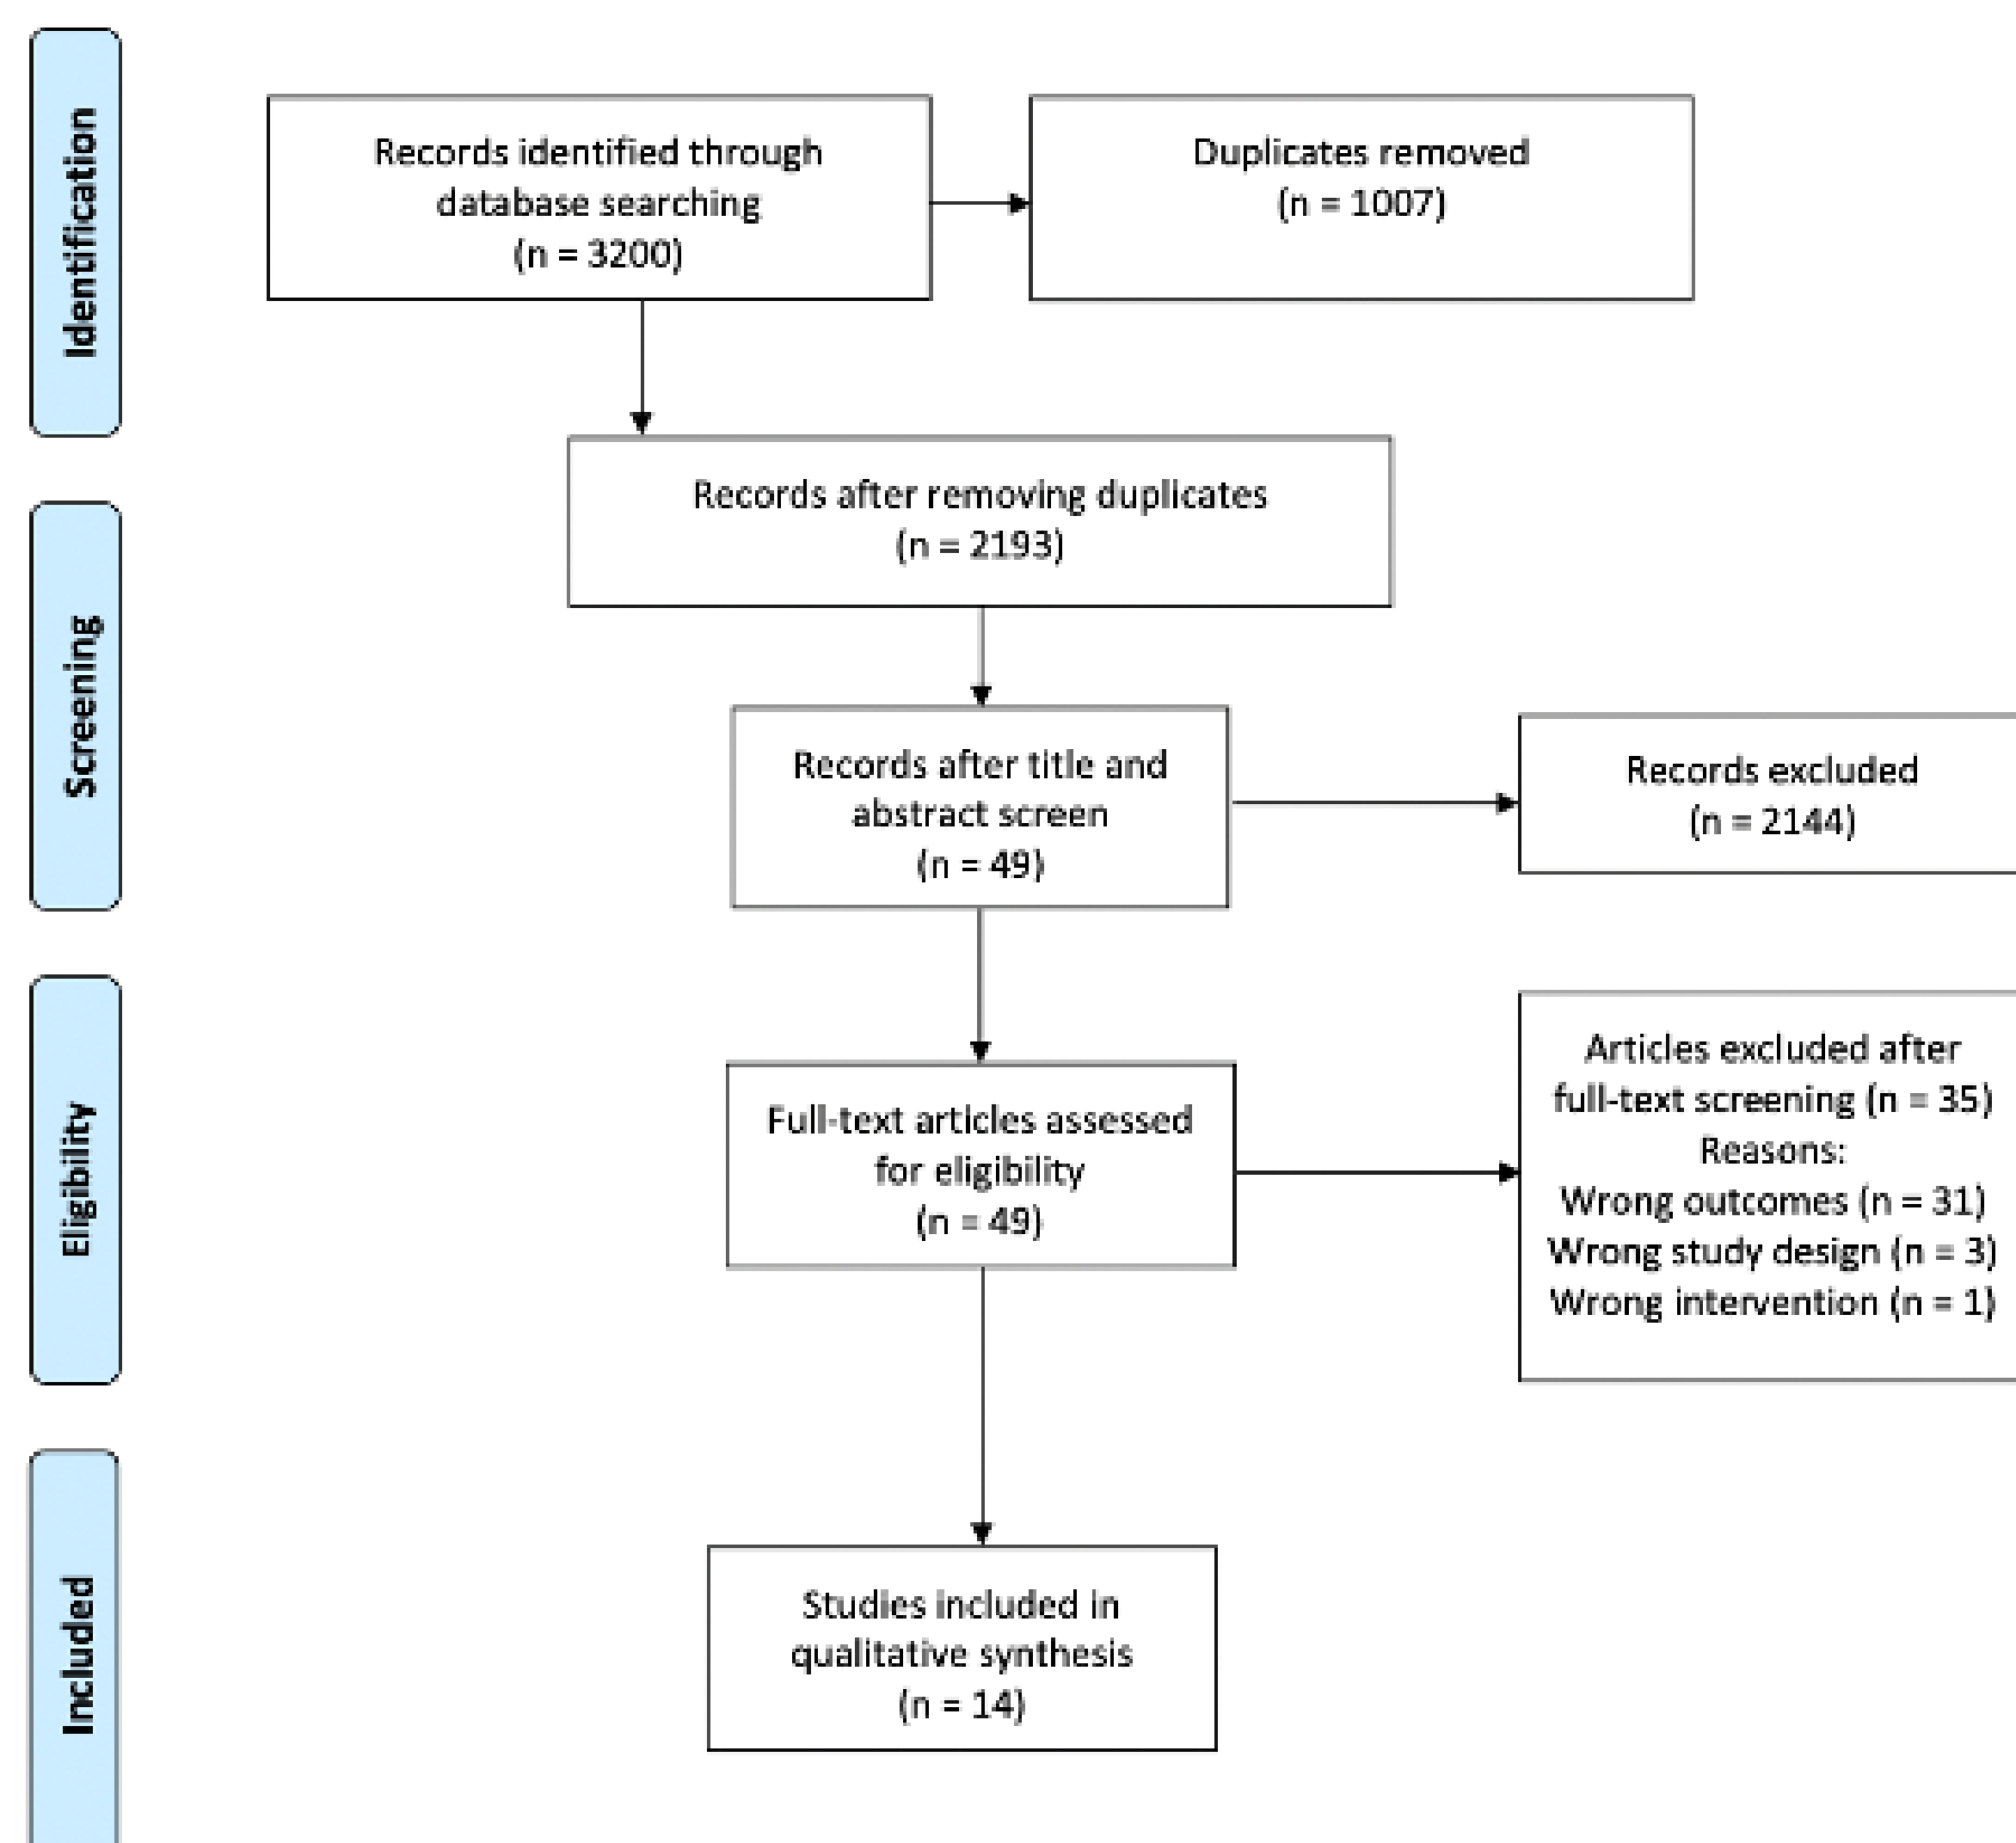 Identification
Records identified through
database searching
(n = 3200)
Duplicates removed
(n = 1007)
Records after removing duplicates
(n = 2193)
Screening
Records after title and
abstract screen
(n = 49)
Records excluded
(n = 2144)
Eligibility
Full-text articles assessed
for eligibility
(n = 49)
Articles excluded after
full-text screening (n = 35)
Reasons:
Wrong outcomes (n = 31)
Wrong study design (n = 3)
Wrong intervention (n = 1)
Included
Studies included in
qualitative synthesis
(n = 14)